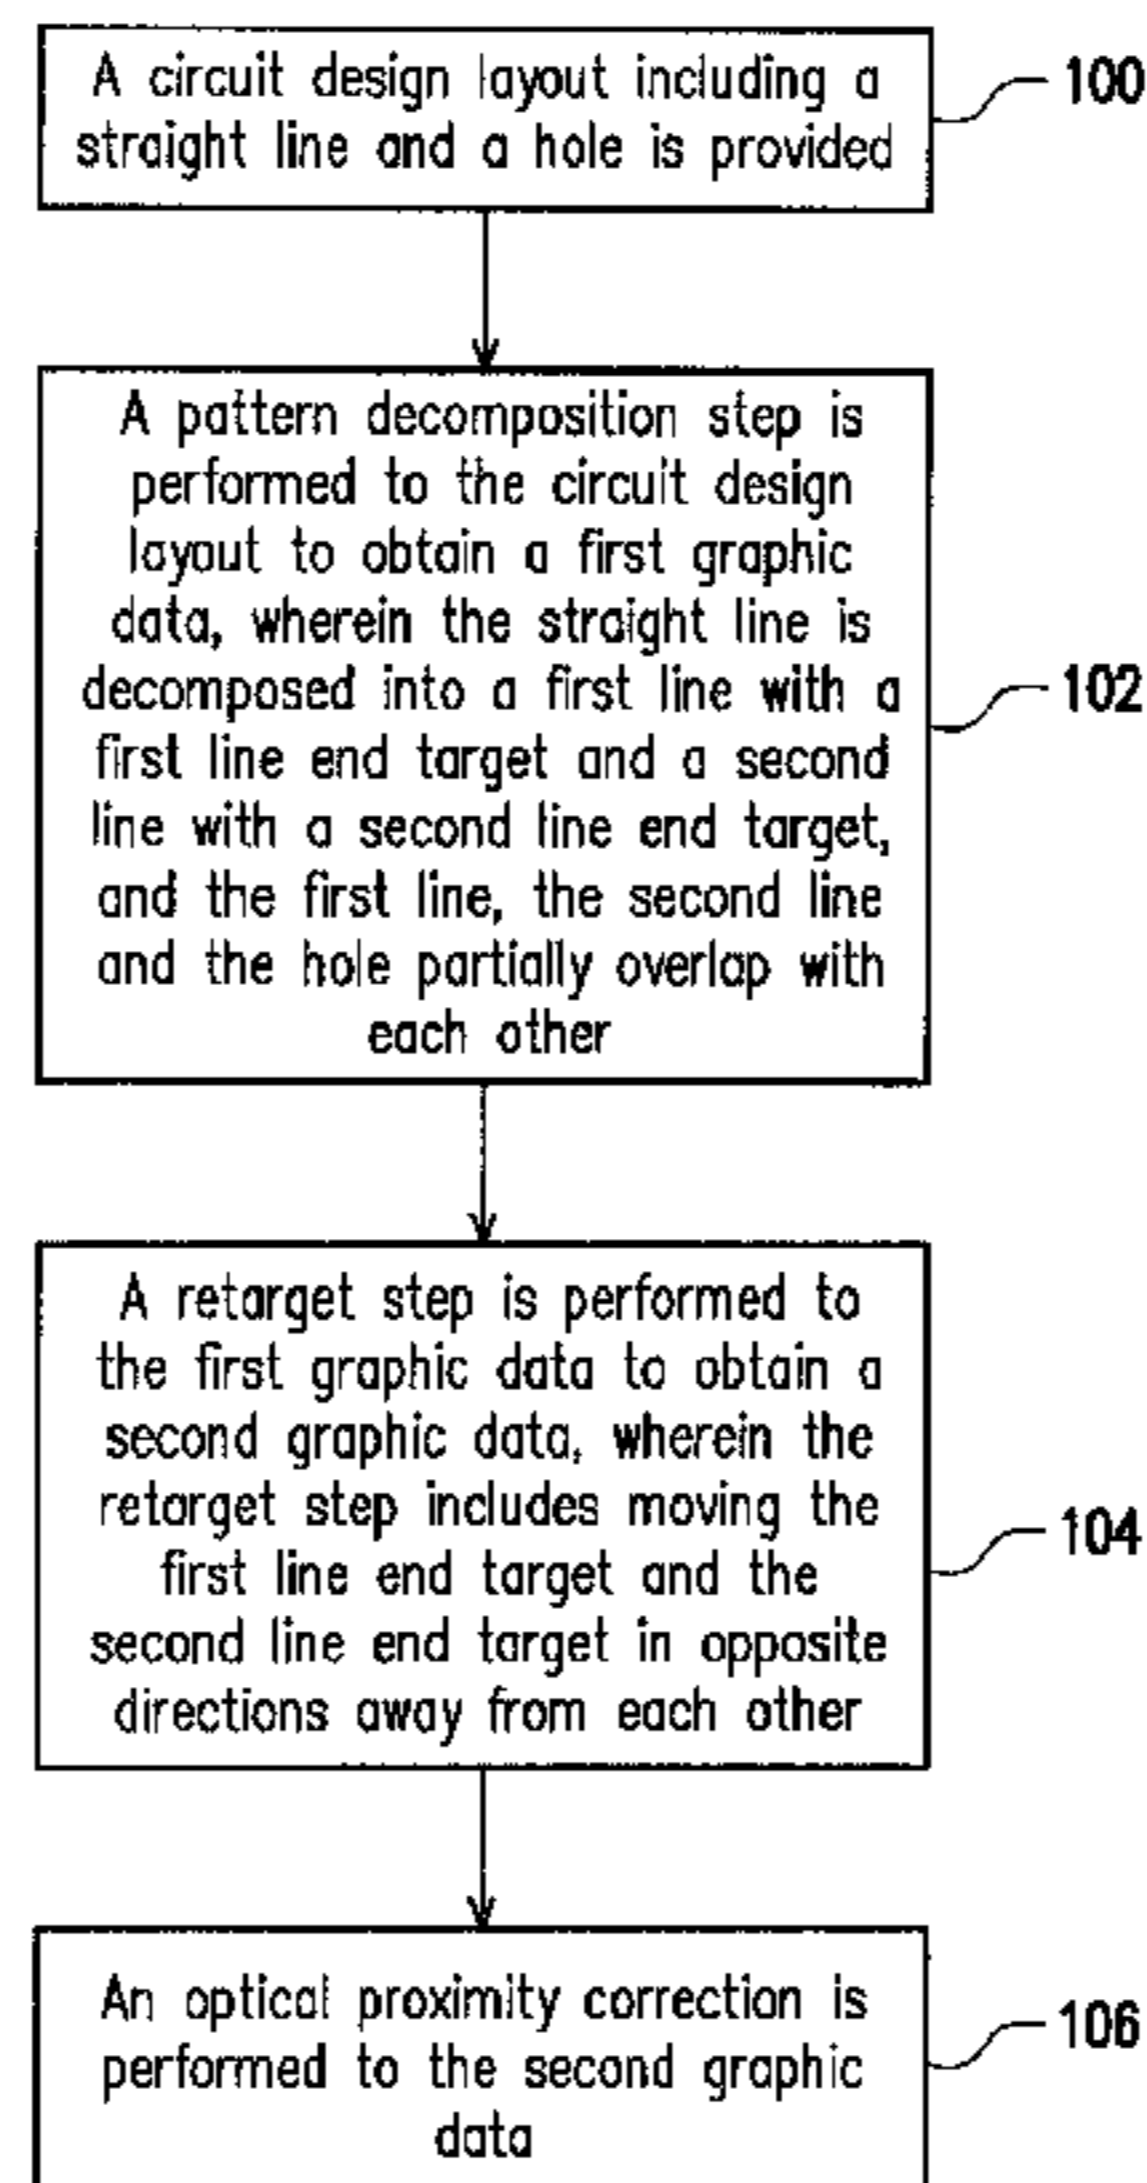 A circuit design layout including a
straight line and a hole is provided
100
A pattern decomposition step is
performed to the circuit design
layout to obtain a first graphic
data, wherein the straight line is
decomposed into a first line with a
first line end target and a second
line with a second line end target,
and the first line, the second line
and the hole partially overlap with
each other
102
A retarget step is performed to
the first graphic data to obtain a
second graphic data, wherein the
retarget step includes moving the
first line end target and the
second line end target in opposite
directions away from each other
104
An optical proximity correction is
performed to the second graphic
data
106